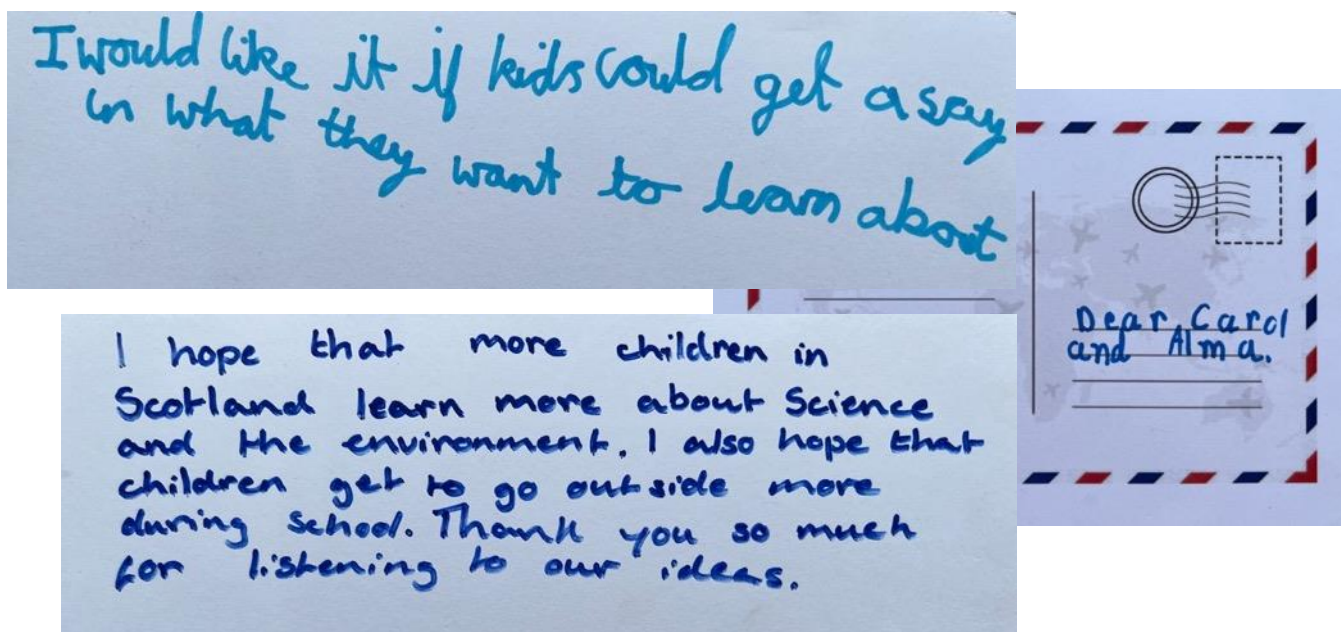 I would like it if kids could get a say
in what they want to learn about
Dear Carol
and Alma.
I hope that more children in
Scotland learn more about Science
and the environment. I also hope that
children get to go outside more
during school. Thank you so much
for listening to our ideas.